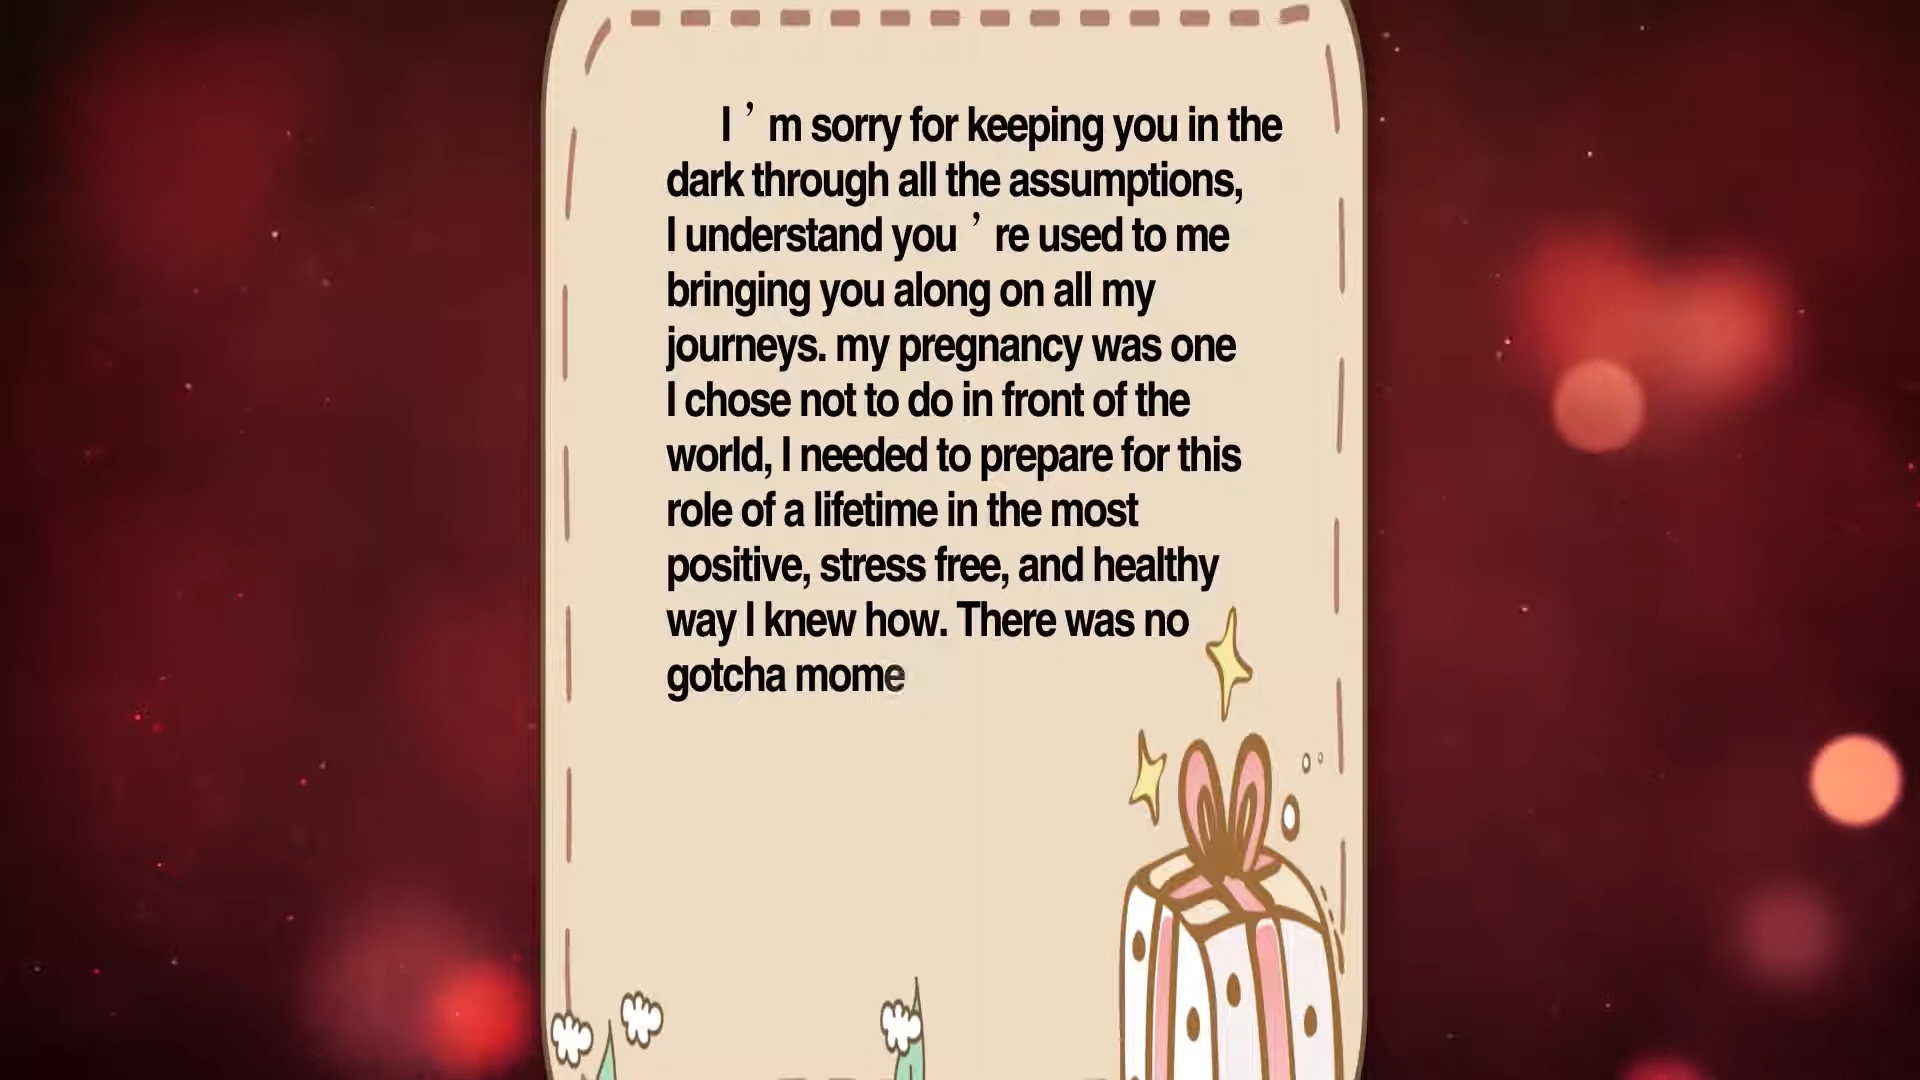 I’m sorry for keeping you in the
dark through all the assumptions,
I understand you’re used to me
bringing you along on all my
journeys. my pregnancy was one
I chose not to do in front of the
world, I needed to prepare for this
role of a lifetime in the most
positive, stress free, and healthy
way I knew how. There was no
gotcha mome